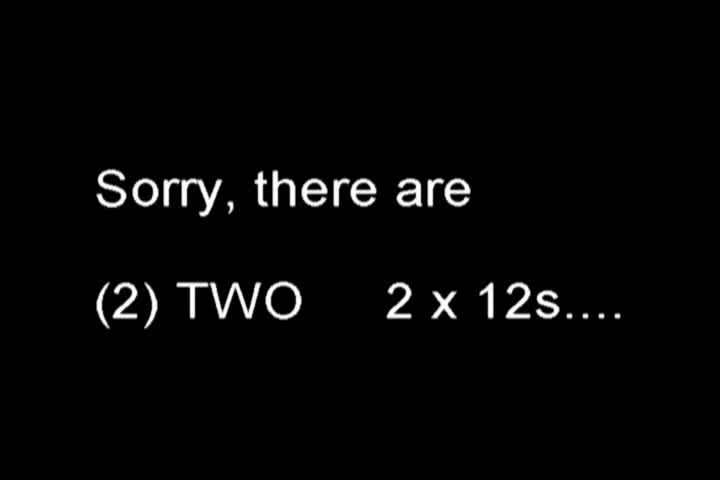 Sorry, there are
(2) TWO 2 x 12s....